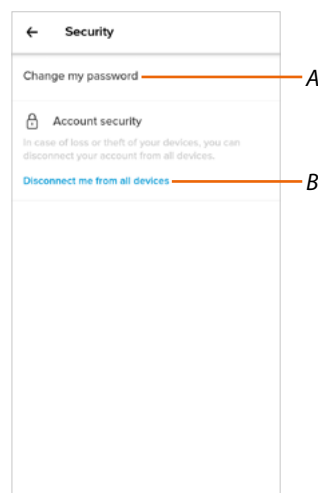 Security
Change my password
A
Account security
In case of loss or theft of your devices, you can
disconnect your account from all devices.
Disconnect me from all devices
B